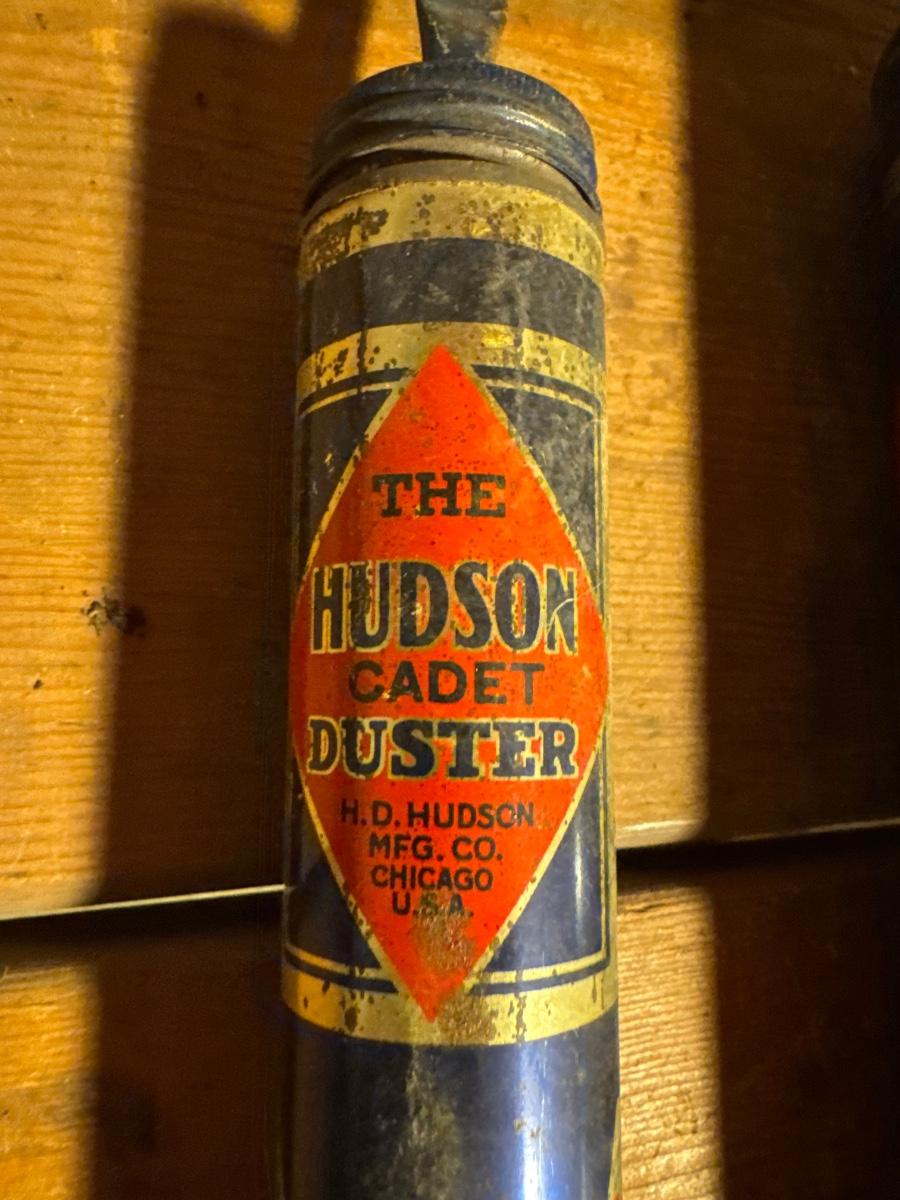 THE
HUDSON
CADET
DUSTER
H.D. HUDSON
MFG. CO.
CHICAGO
U.S.A.